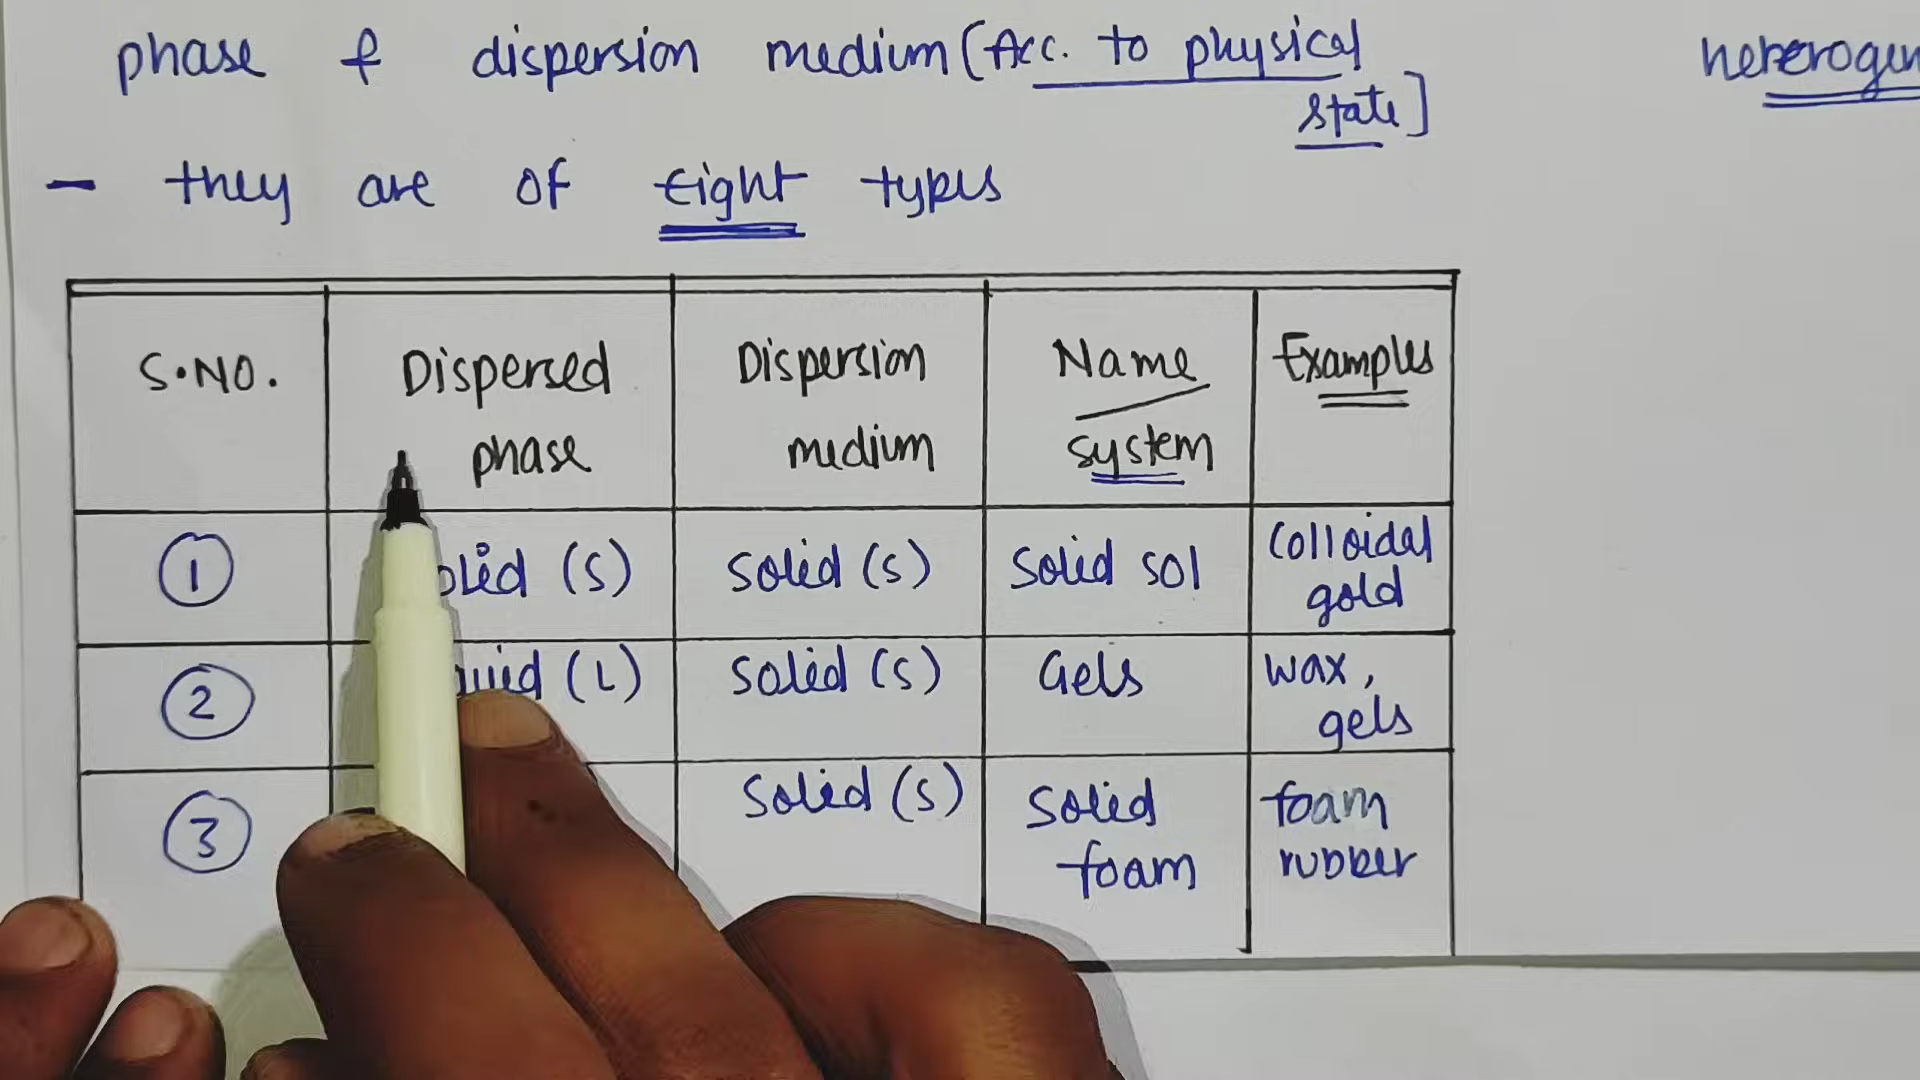 phase & dispersion medium (Acc. to physical
state]
heterogen
- they are of Eight types
S.NO. Dispersed phase Dispersion medium Name / system Examples
1 (S) solid (S) Solid sol Colloidal gold
2 (L) solid (S) Gels wax, gels
3 solid (S) Solid foam foam rubber